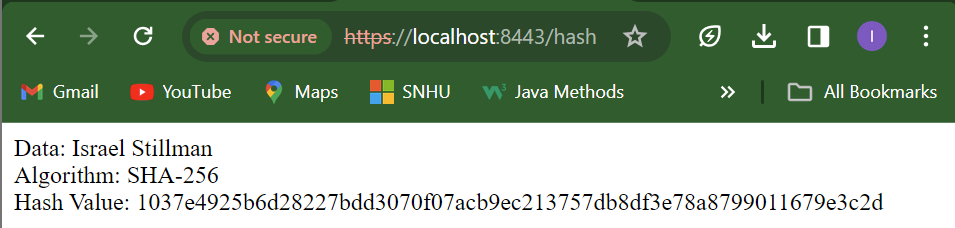 Not secure https://localhost:8443/hash I
Gmail YouTube Maps SNHU W3 Java Methods » All Bookmarks
Data: Israel Stillman
Algorithm: SHA-256
Hash Value: 1037e4925b6d28227bdd3070f07acb9ec213757db8df3e78a8799011679e3c2d